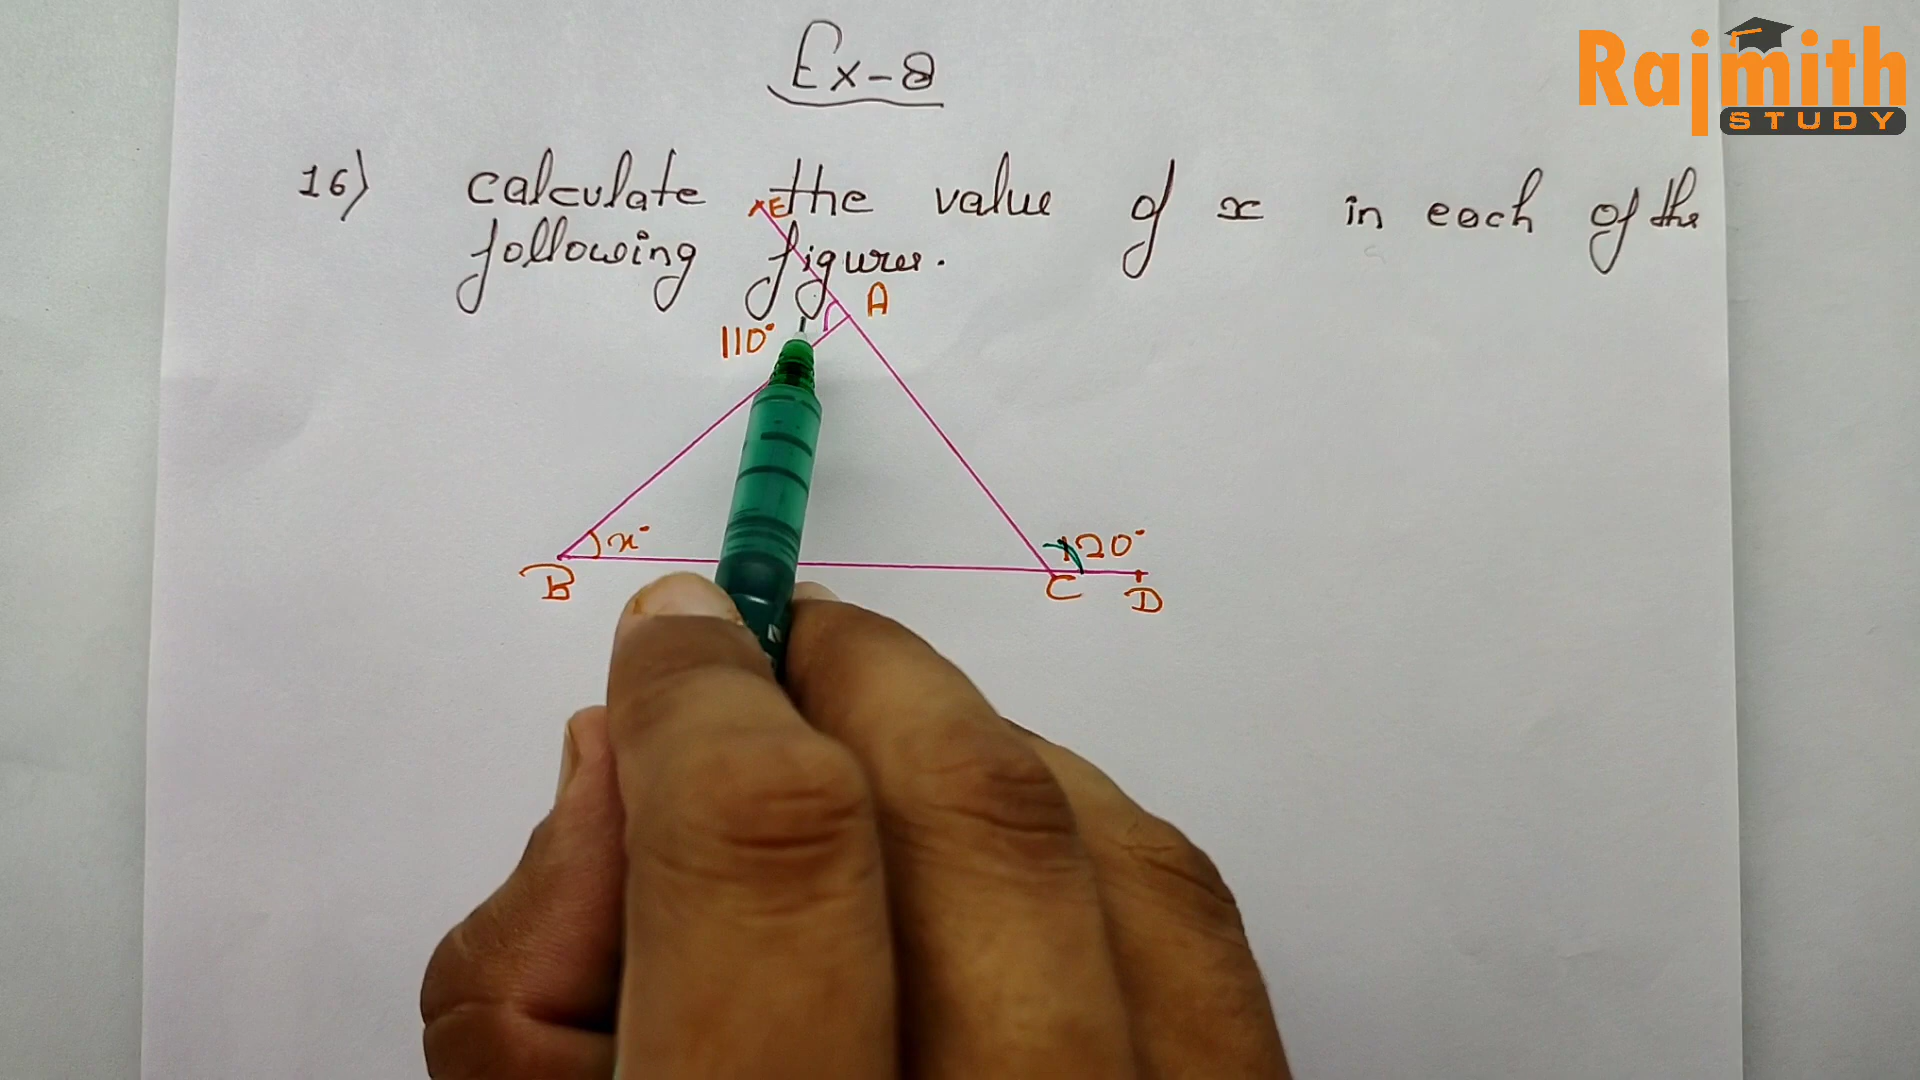 Rajmith
STUDY
Ex-8
16) calculate the value of x in each of the
following figures.
E
A
110°
x°
120°
B
C
D